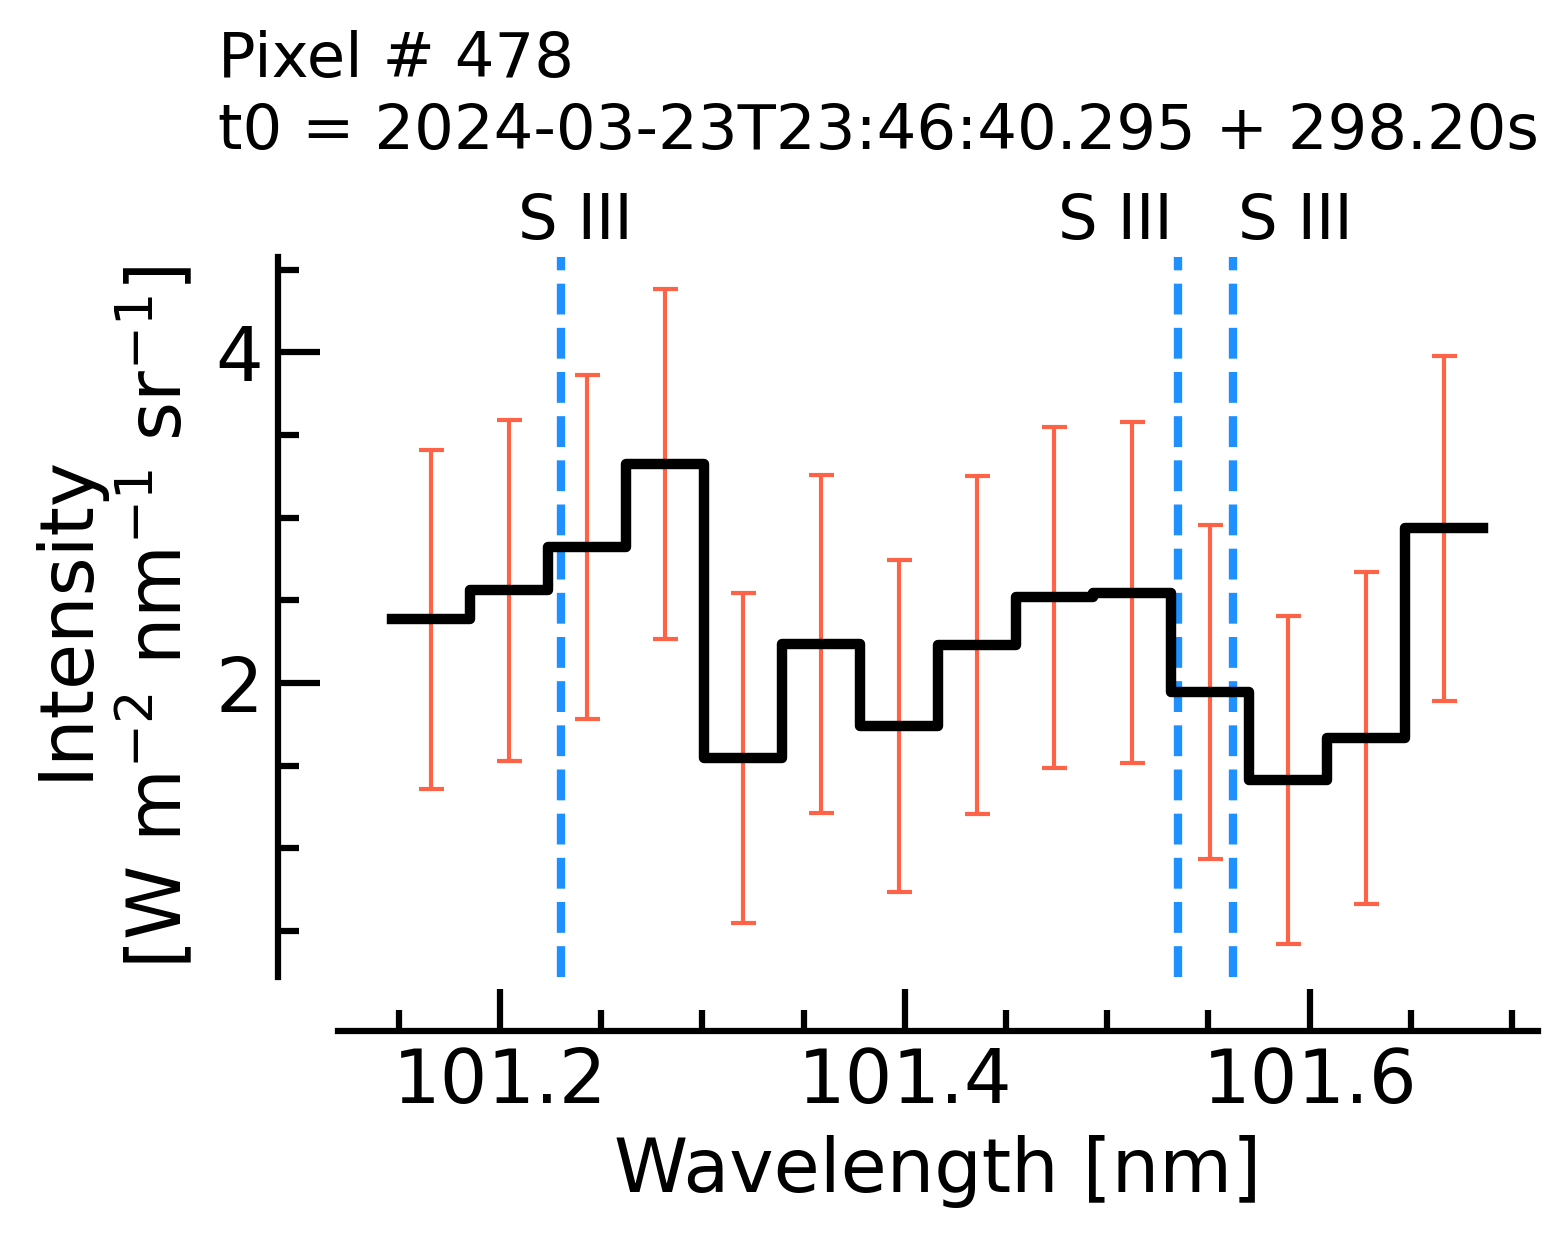 Pixel # 478
t0 = 2024-03-23T23:46:40.295 + 298.20s
S III S III S III
Intensity
[W m⁻² nm⁻¹ sr⁻¹]
4
2
101.2 101.4 101.6
Wavelength [nm]